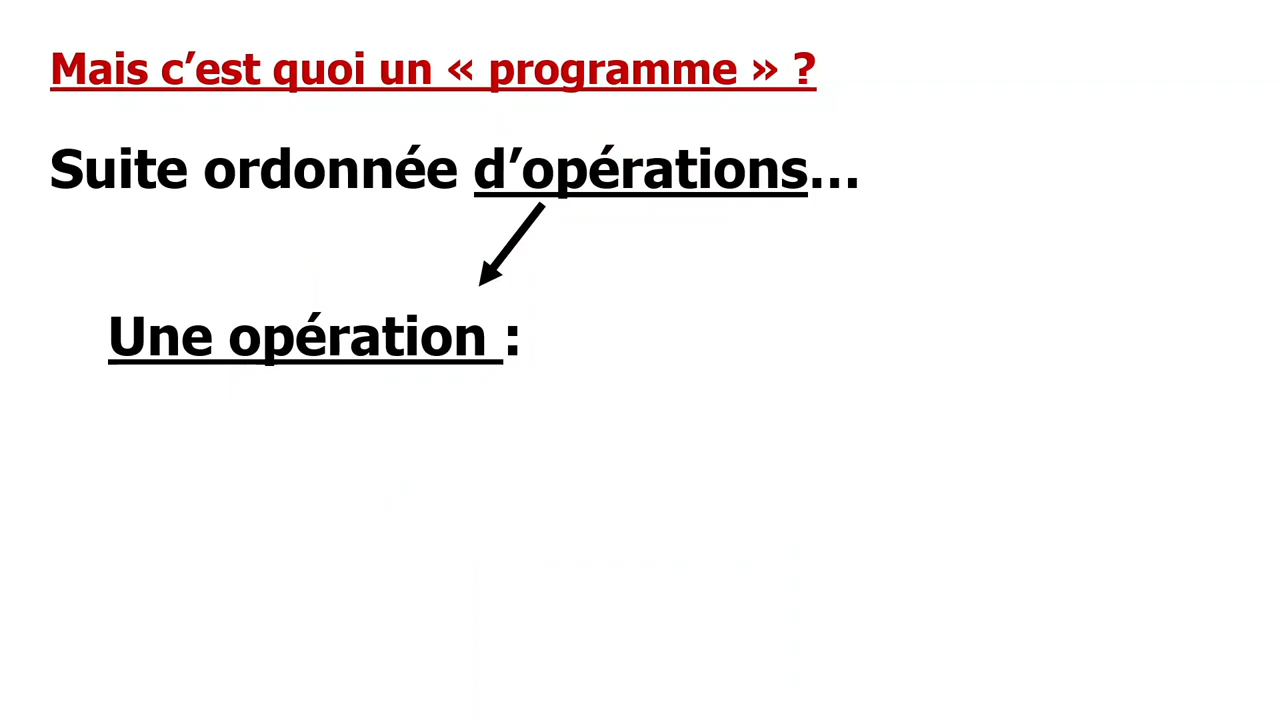 Mais c’est quoi un « programme » ?
Suite ordonnée d’opérations…
Une opération :